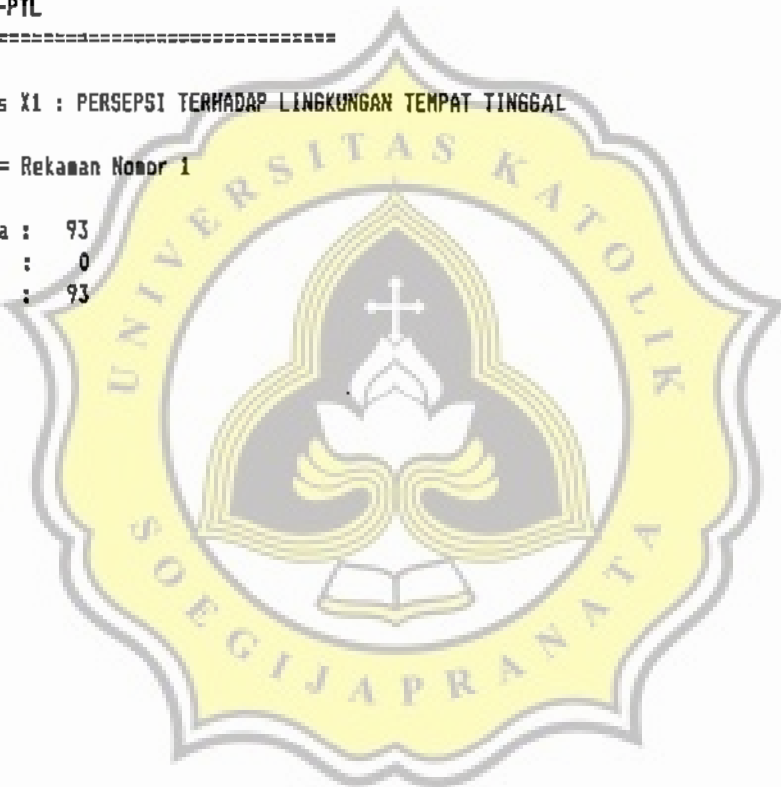 -PTL
===================================
s X1 : PERSEPSI TERHADAP LINGKUNGAN TEMPAT TINGGAL
= Rekaman Nomor 1
a : 93
: 0
: 93
UNIVERSITAS KATOLIK
SOEGIJAPRANATA